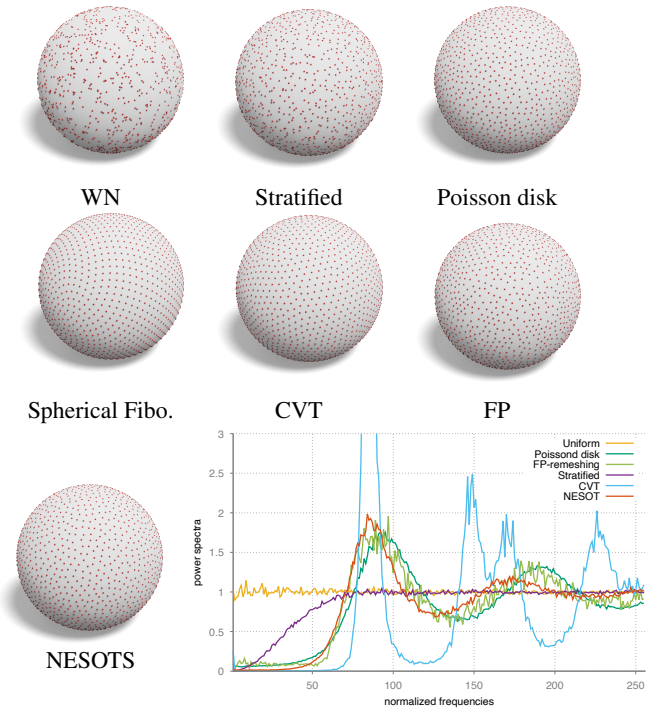 WN Stratified Poisson disk
Spherical Fibo. CVT FP
NESOTS
3
2.5
2
1.5
1
0.5
0
power spectra
Uniform
Poissond disk
FP-remeshing
Stratified
CVT
NESOT
50 100 150 200 250
normalized frequencies